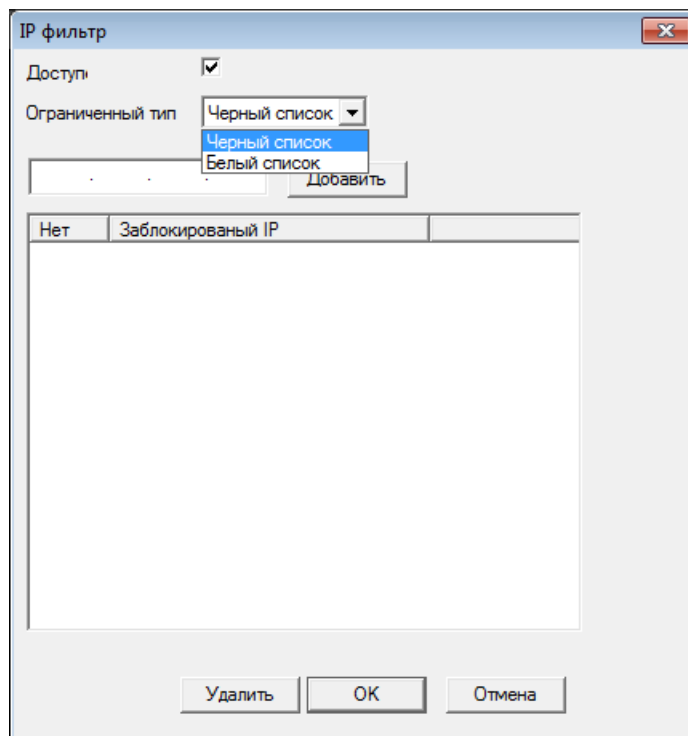 IP фильтр
Доступ
Ограниченный тип
Черный список
Черный список
Белый список
Добавить
Нет
Заблокированый IP
Удалить
OK
Отмена